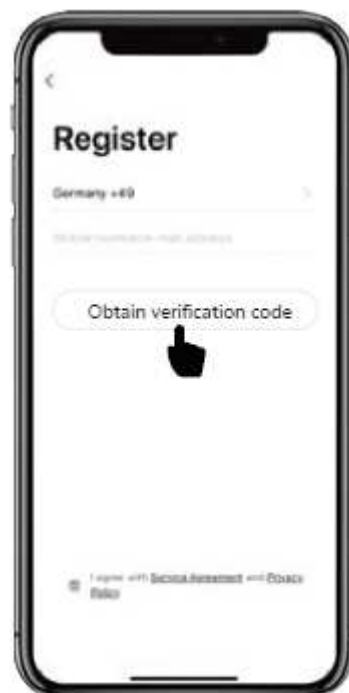 Register
Germany +49
Obtain verification code
I agree with Service Agreement and Privacy
Policy